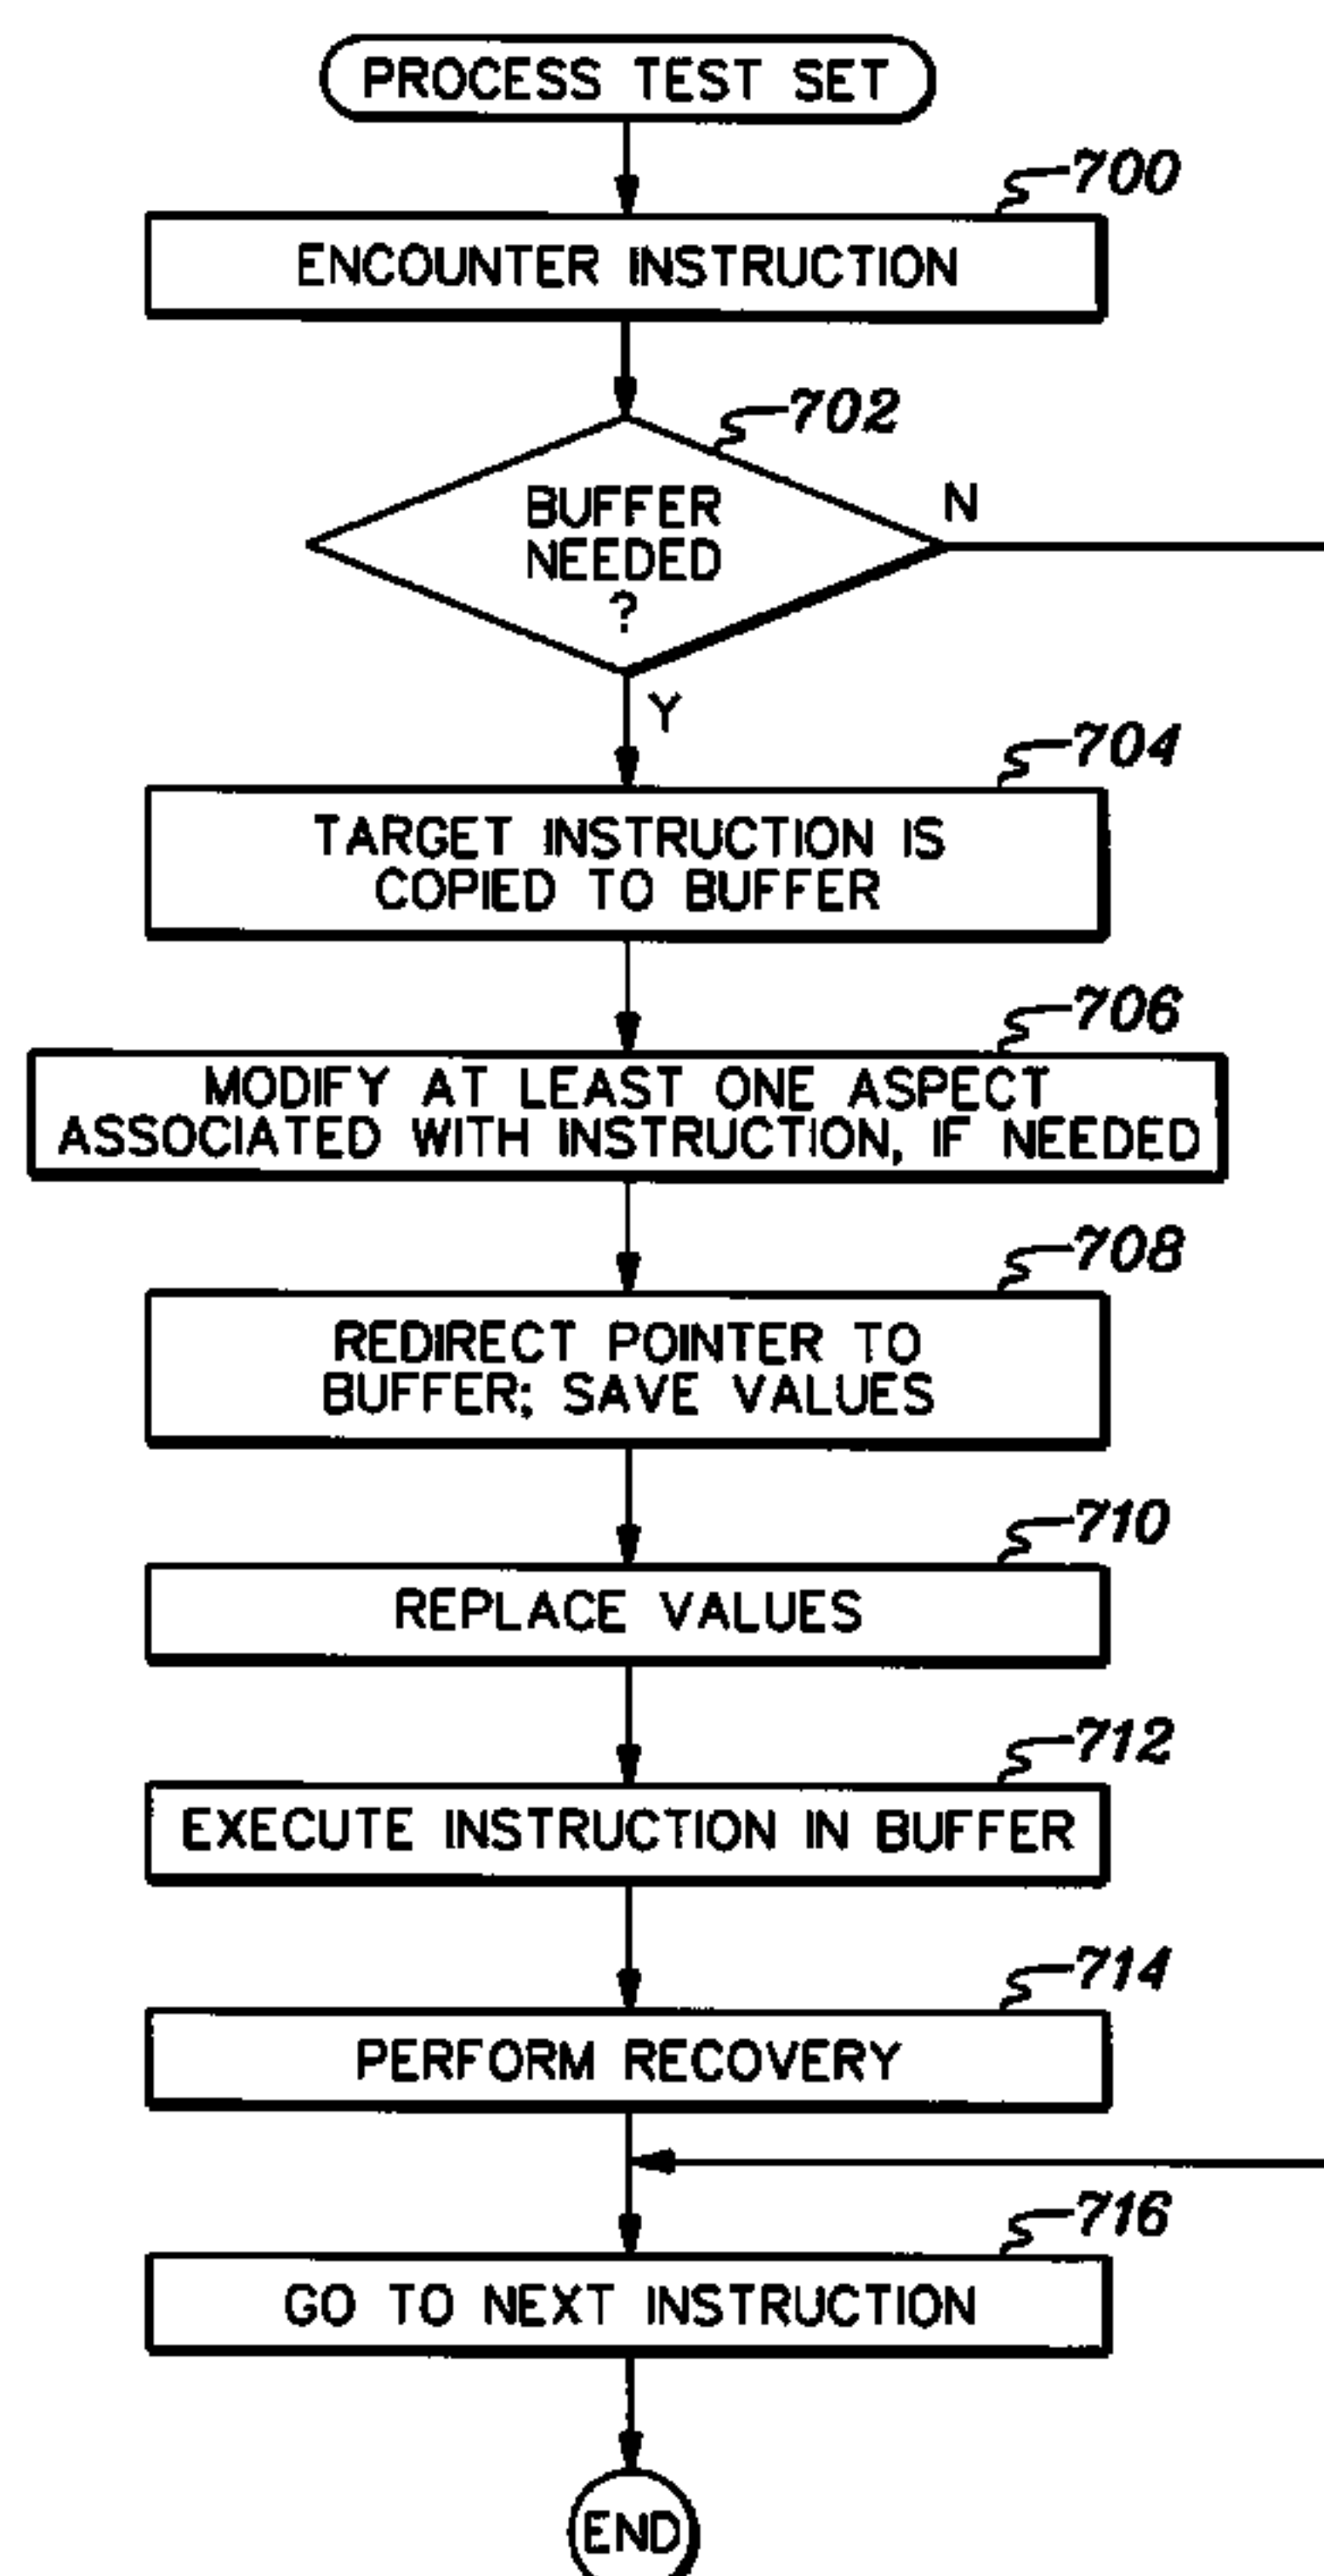 PROCESS TEST SET
700
ENCOUNTER INSTRUCTION
702
BUFFER
NEEDED
?
N
Y
704
TARGET INSTRUCTION IS
COPIED TO BUFFER
706
MODIFY AT LEAST ONE ASPECT
ASSOCIATED WITH INSTRUCTION, IF NEEDED
708
REDIRECT POINTER TO
BUFFER; SAVE VALUES
710
REPLACE VALUES
712
EXECUTE INSTRUCTION IN BUFFER
714
PERFORM RECOVERY
716
GO TO NEXT INSTRUCTION
END